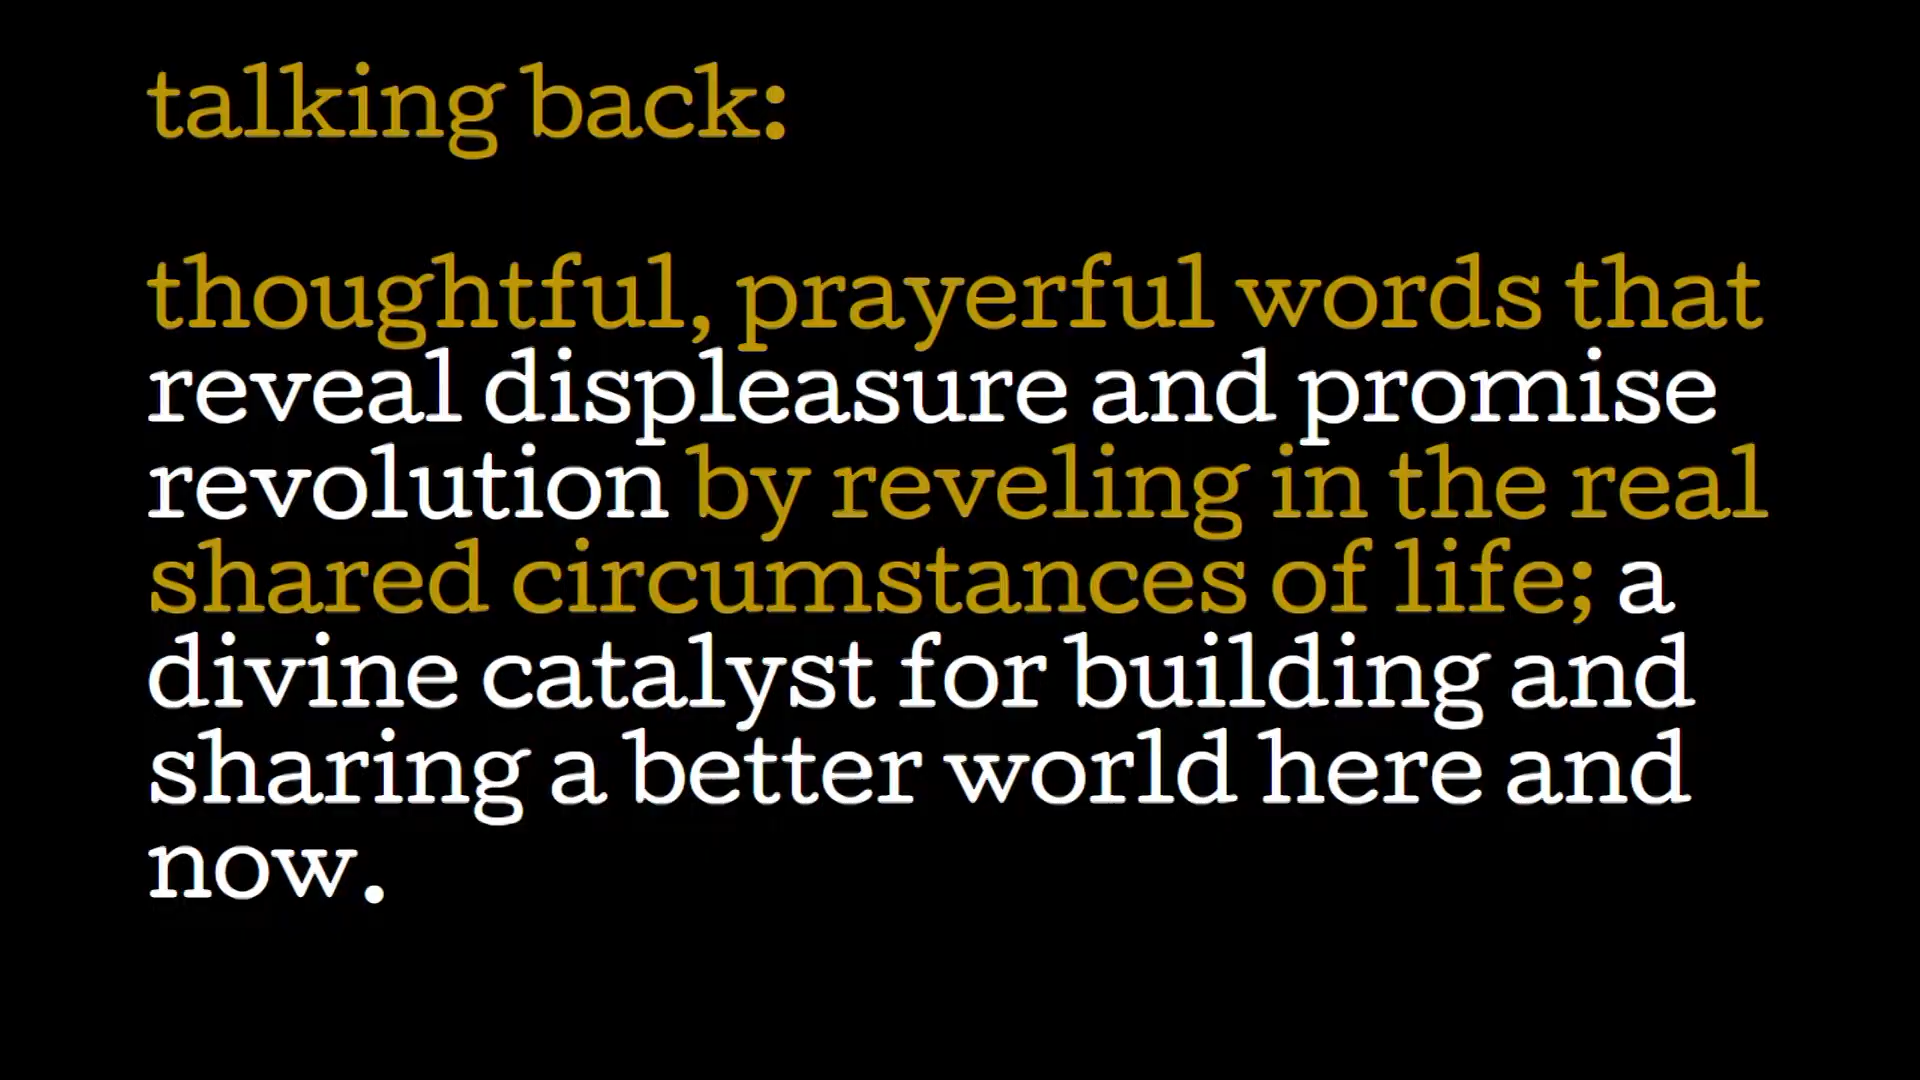 talking back:
thoughtful, prayerful words that
reveal displeasure and promise
revolution by reveling in the real
shared circumstances of life; a
divine catalyst for building and
sharing a better world here and
now.